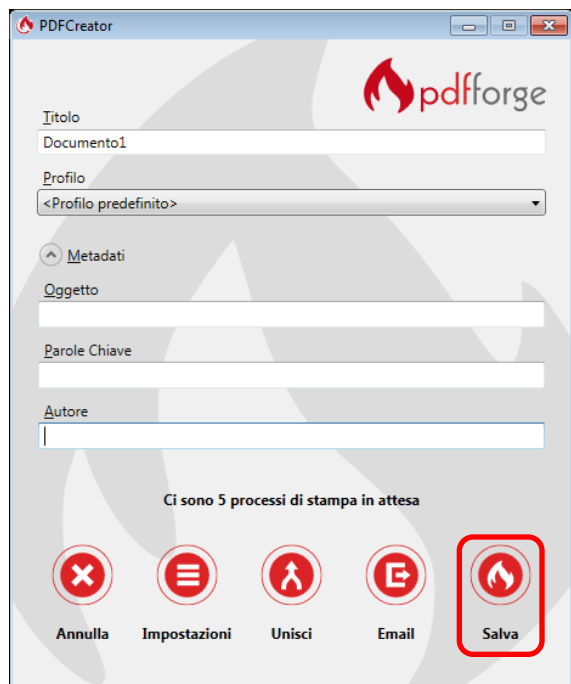 PDFCreator
pdfforge
Titolo
Documento1
Profilo
<Profilo predefinito>
Metadati
Oggetto
Parole Chiave
Autore
Ci sono 5 processi di stampa in attesa
Annulla Impostazioni Unisci Email Salva